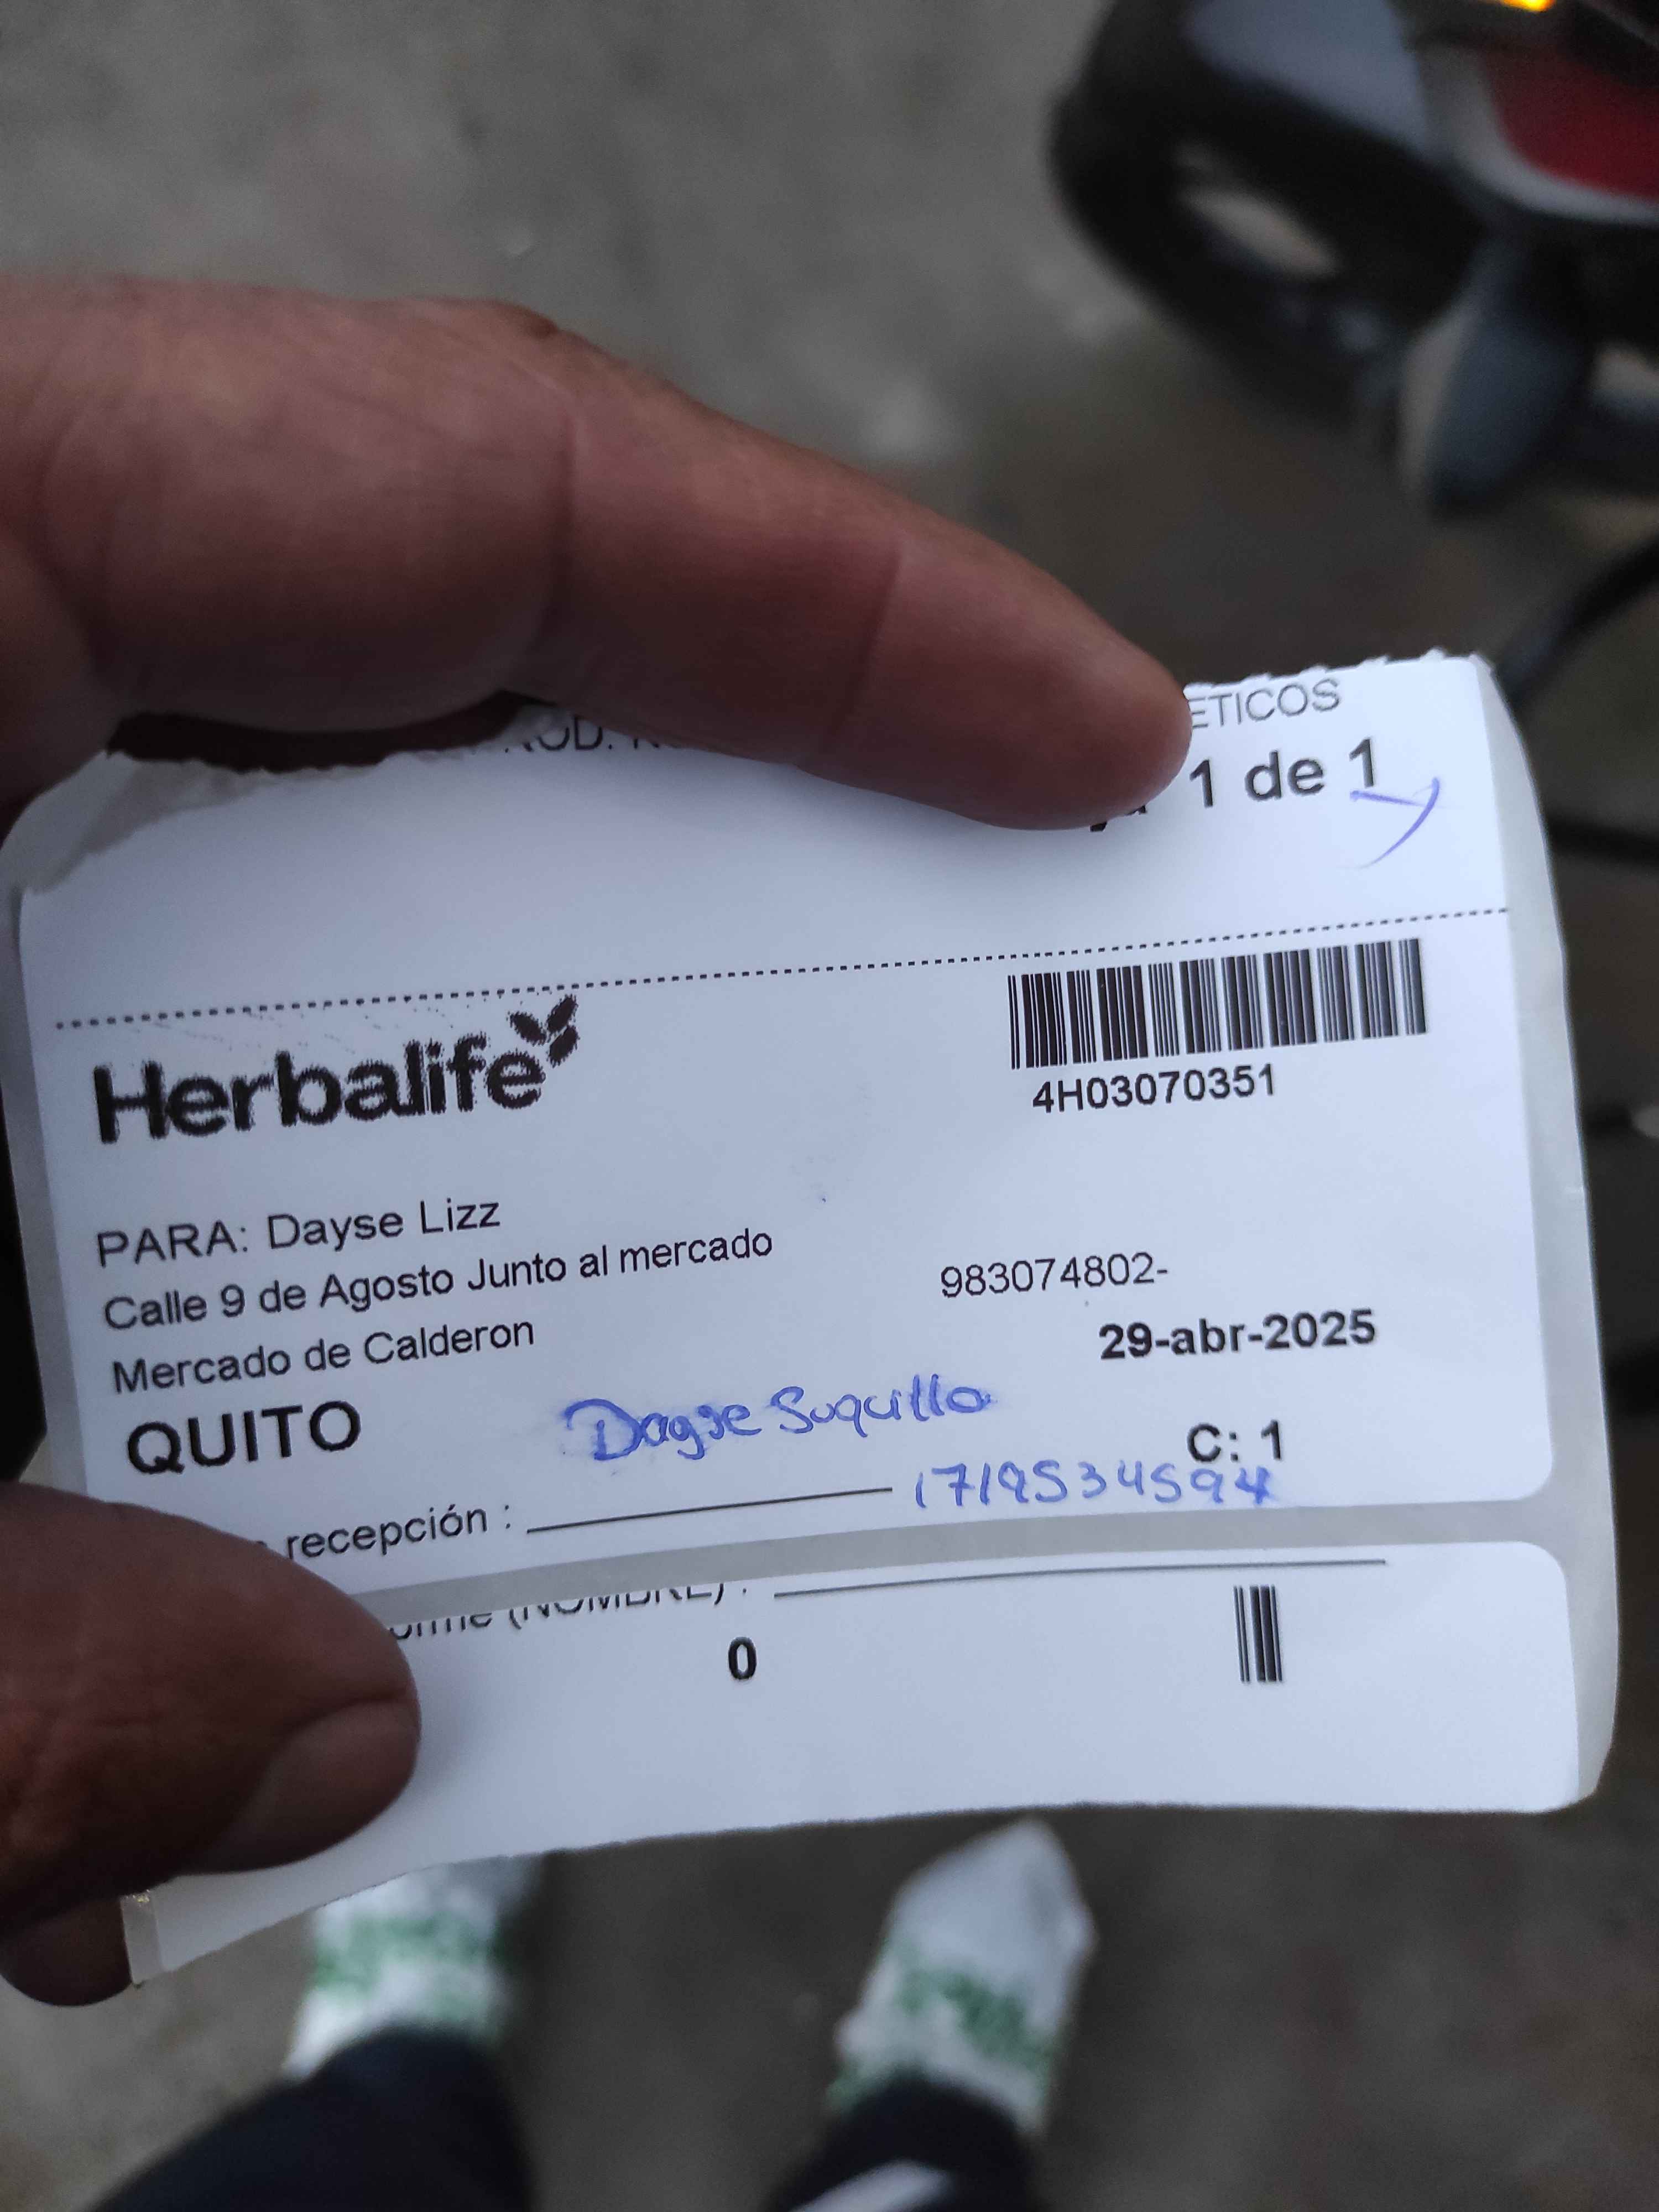 ETICOS
1 de 1
Herbalife
4H03070351
PARA: Dayse Lizz
Calle 9 de Agosto Junto al mercado
983074802-
Mercado de Calderon
29-abr-2025
QUITO
Dayse Suquillo
C: 1
recepción :
0